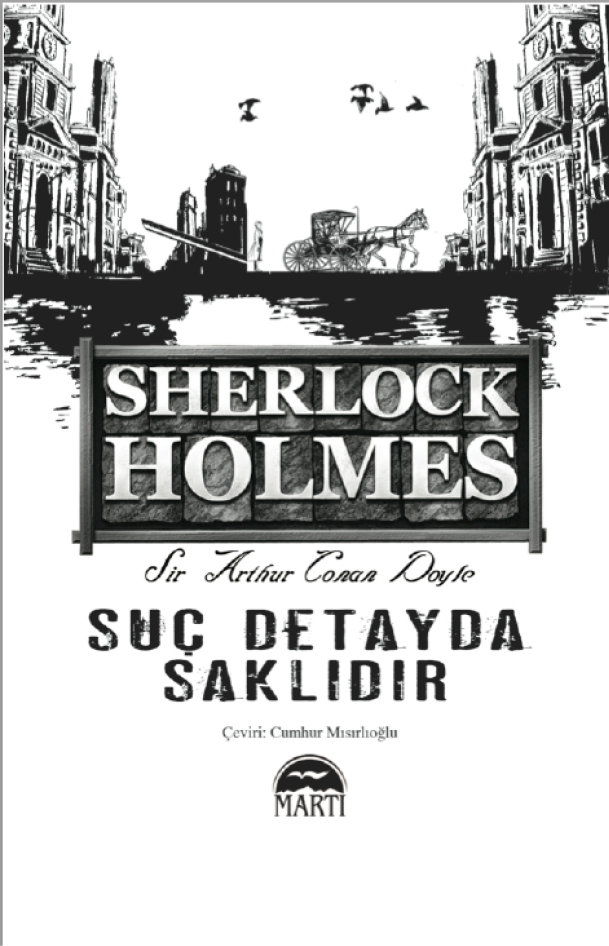 SHERLOCK
HOLMES
Sir Arthur Conan Doyle
SUÇ DETAYDA
SAKLIDIR
Çeviri: Cumhur Mısırlıoğlu
MARTI